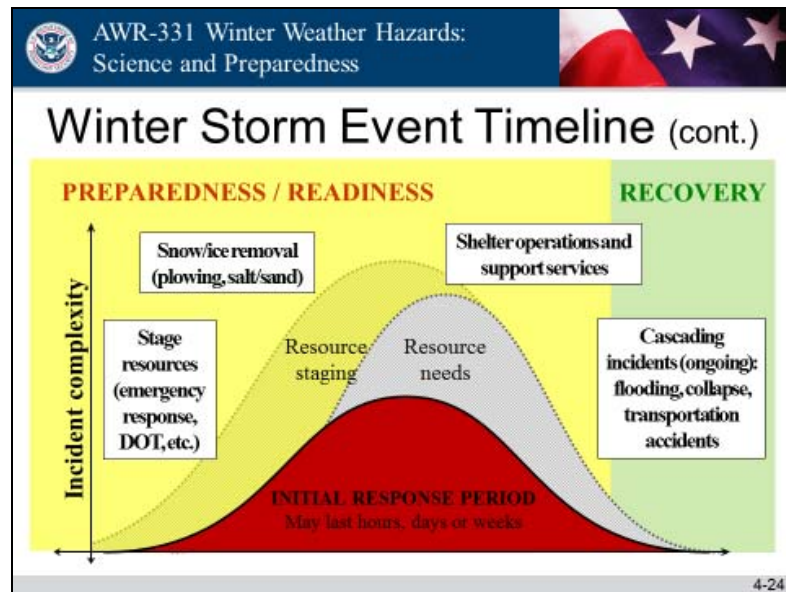 AWR-331 Winter Weather Hazards:
Science and Preparedness
Winter Storm Event Timeline (cont.)
PREPAREDNESS / READINESS
RECOVERY
Incident complexity
Snow/ice removal
(plowing, salt/sand)
Shelter operations and
support services
Stage
resources
(emergency
response,
DOT, etc.)
Resource
staging
Resource
needs
Cascading
incidents (ongoing):
flooding, collapse,
transportation
accidents
INITIAL RESPONSE PERIOD
May last hours, days or weeks
4-24